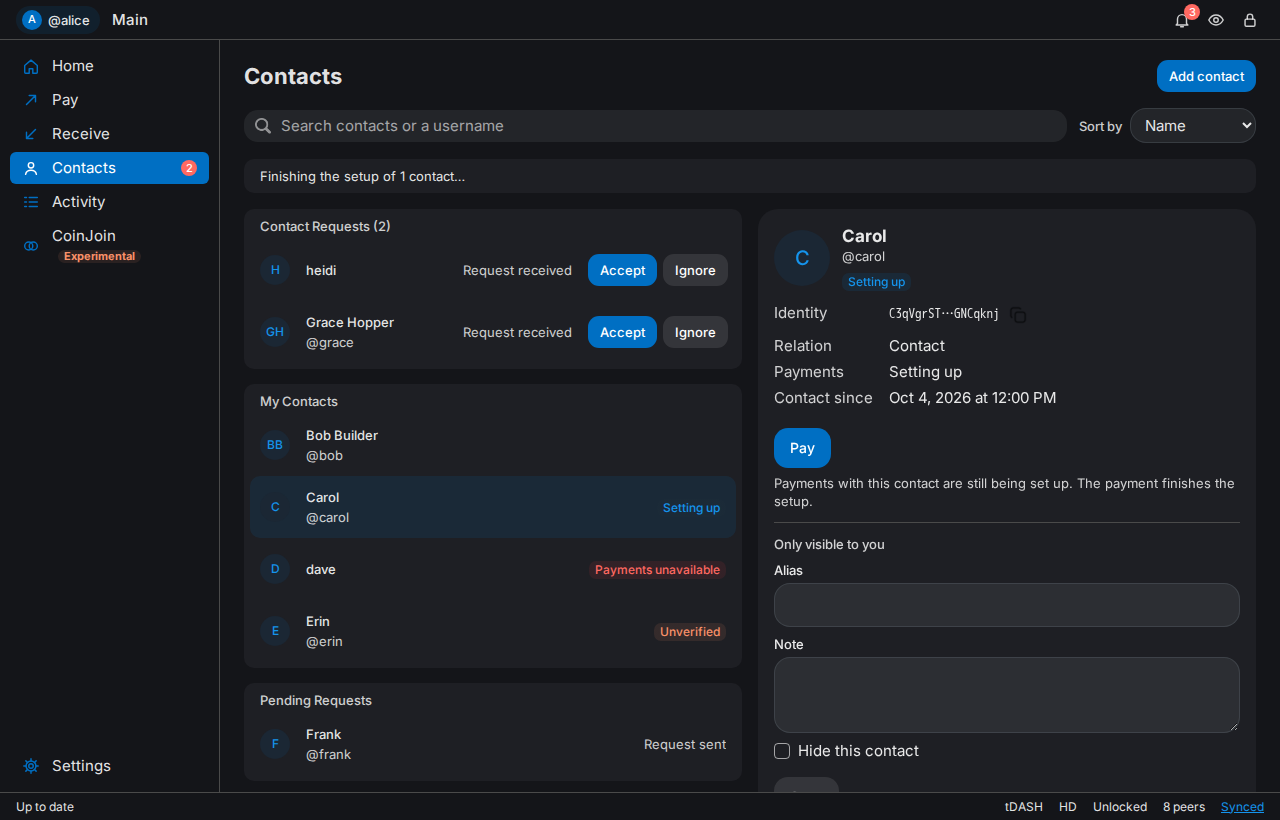 A @alice Main 3
Home
Pay
Receive
Contacts 2
Activity
CoinJoin
Experimental
Settings
Contacts
Add contact
Search contacts or a username
Sort by Name
Finishing the setup of 1 contact...
Contact Requests (2)
H heidi Request received Accept Ignore
GH Grace Hopper
@grace
Request received Accept Ignore
My Contacts
BB Bob Builder
@bob
C Carol
@carol
Setting up
D dave Payments unavailable
E Erin
@erin
Unverified
Pending Requests
F Frank
@frank
Request sent
C Carol
@carol
Setting up
Identity C3qVgrST…GNCqknj
Relation Contact
Payments Setting up
Contact since Oct 4, 2026 at 12:00 PM
Pay
Payments with this contact are still being set up. The payment finishes the
setup.
Only visible to you
Alias
Note
Hide this contact
Up to date
tDASH HD Unlocked 8 peers Synced